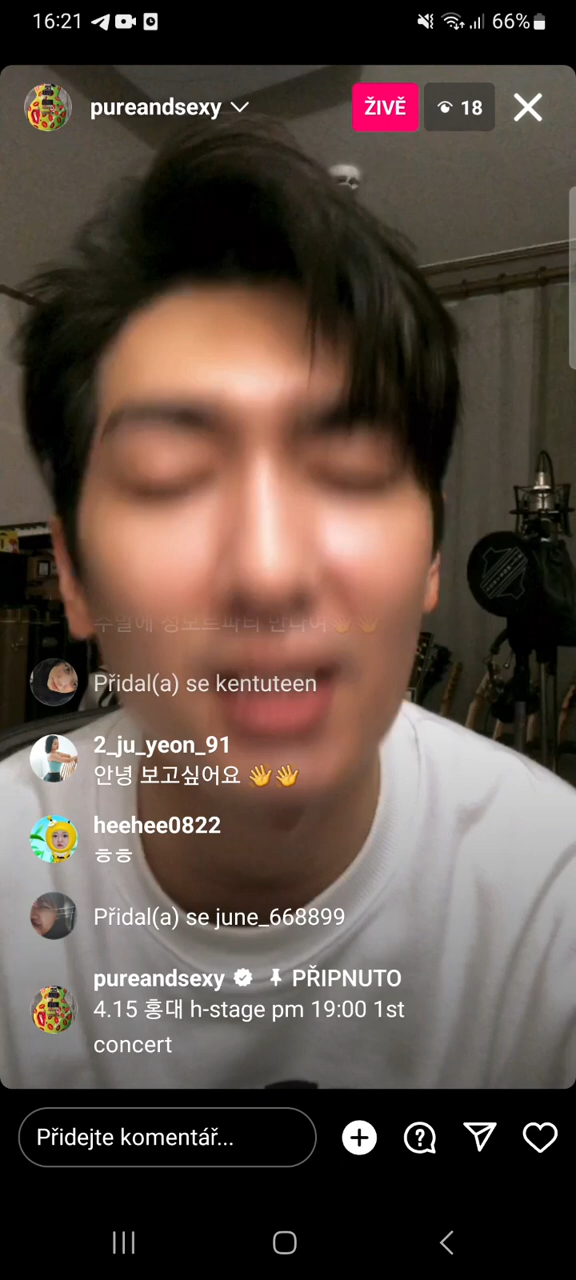 16:21
66%
pureandsexy
ŽIVĚ
18
Přidal(a) se kentuteen
2_ju_yeon_91
안녕 보고싶어요 👋👋
heehee0822
ㅎㅎ
Přidal(a) se june_668899
pureandsexy PŘIPNUTO
4.15 홍대 h-stage pm 19:00 1st
concert
Přidejte komentář...